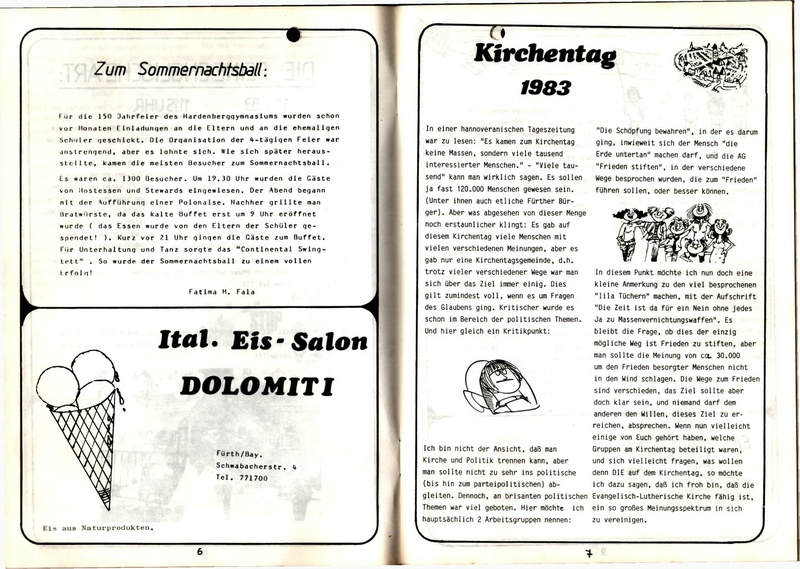 Zum Sommernachtsball:
Für die 150 Jahrfeier des Hardenberggymnasiums wurden schon
vor Monaten Einladungen an die Eltern und an die ehemaligen
Schüler geschickt. Die Organisation der 4-tägigen Feier war
anstrengend, aber es lohnte sich. Wie sich später heraus-
stellte, kamen die meisten Besucher zum Sommernachtsball.
Es waren ca. 1300 Besucher. Um 19.30 Uhr wurden die Gäste
von Hostessen und Stewards eingewiesen. Der Abend begann
mit der Aufführung einer Polonaise. Nachher grillte man
Bratwürste, da das kalte Buffet erst um 9 Uhr eröffnet
wurde ( das Essen wurde von den Eltern der Schüler ge-
spendet! ). Kurz vor 21 Uhr gingen die Gäste zum Buffet.
Für Unterhaltung und Tanz sorgte das "Continental Swing-
tett" . So wurde der Sommernachtsball zu einem vollen
Erfolg!
Fatima M. Fala
Ital. Eis-Salon
DOLOMITI
Fürth/Bay.
Schwabacherstr. 4
Tel. 771700
Eis aus Naturprodukten.
6
Kirchentag
1983
In einer hannoveranischen Tageszeitung
war zu lesen: "Es kamen zum Kirchentag
keine Massen, sondern viele tausend
interessierter Menschen." - "Viele tau-
send" kann man wirklich sagen. Es sollen
ja fast 120.000 Menschen gewesen sein.
(Unter ihnen auch etliche Fürther Bür-
ger). Aber was abgesehen von dieser Menge
noch erstaunlicher klingt: Es gab auf
diesem Kirchentag viele Menschen mit
vielen verschiedenen Meinungen, aber es
gab nur eine Kirchentagsgemeinde, d.h.
trotz vieler verschiedener Wege war man
sich über das Ziel immer einig. Dies
gilt zumindest voll, wenn es um Fragen
des Glaubens ging. Kritischer wurde es
schon im Bereich der politischen Themen.
Und hier gleich ein Kritikpunkt:
Ich bin nicht der Ansicht, daß man
Kirche und Politik trennen kann, aber
man sollte nicht zu sehr ins politische
(bis hin zum parteipolitischen) ab-
gleiten. Dennoch, an brisanten politischen
Themen war viel geboten. Hier möchte ich
hauptsächlich 2 Arbeitsgruppen nennen:
"Die Schöpfung bewahren", in der es darum
ging, inwieweit sich der Mensch "die
Erde untertan" machen darf, und die AG
"Frieden stiften", in der verschiedene
Wege besprochen wurden, die zum "Frieden"
führen sollen, oder besser können.
In diesem Punkt möchte ich nun doch eine
kleine Anmerkung zu den viel besprochenen
"lila Tüchern" machen, mit der Aufschrift
"Die Zeit ist da für ein Nein ohne jedes
Ja zu Massenvernichtungswaffen". Es
bleibt die Frage, ob dies der einzig
mögliche Weg ist Frieden zu stiften, aber
man sollte die Meinung von ca. 30.000
um den Frieden besorgter Menschen nicht
in den Wind schlagen. Die Wege zum Frieden
sind verschieden, das Ziel sollte aber
doch klar sein, und niemand darf dem
anderen den Willen, dieses Ziel zu er-
reichen, absprechen. Wenn nun vielleicht
einige von Euch gehört haben, welche
Gruppen am Kirchentag beteiligt waren,
und sich vielleicht fragen, was wollen
denn DIE auf dem Kirchentag, so möchte
ich dazu sagen, daß ich froh bin, daß die
Evangelisch-Lutherische Kirche fähig ist,
ein so großes Meinungsspektrum in sich
zu vereinigen.
7